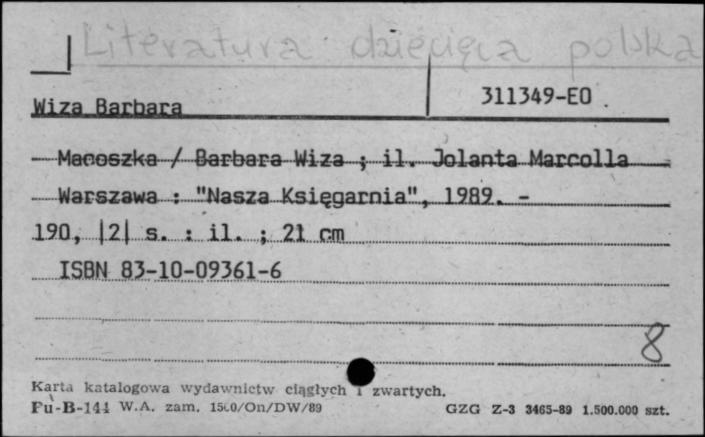 Literatura dziecięca polska
311349-EO
Wiza Barbara
Macoszka / Barbara Wiza ; il. Jolanta Marcolla
Warszawa : "Nasza Księgarnia", 1989. -
190, |2| s. : il. ; 21 cm
ISBN 83-10-09361-6
8
Karta katalogowa wydawnictw ciągłych i zwartych.
Pu-B-144 W.A. zam. 1500/On/DW/89 GZG Z-3 3465-89 1.500.000 szt.